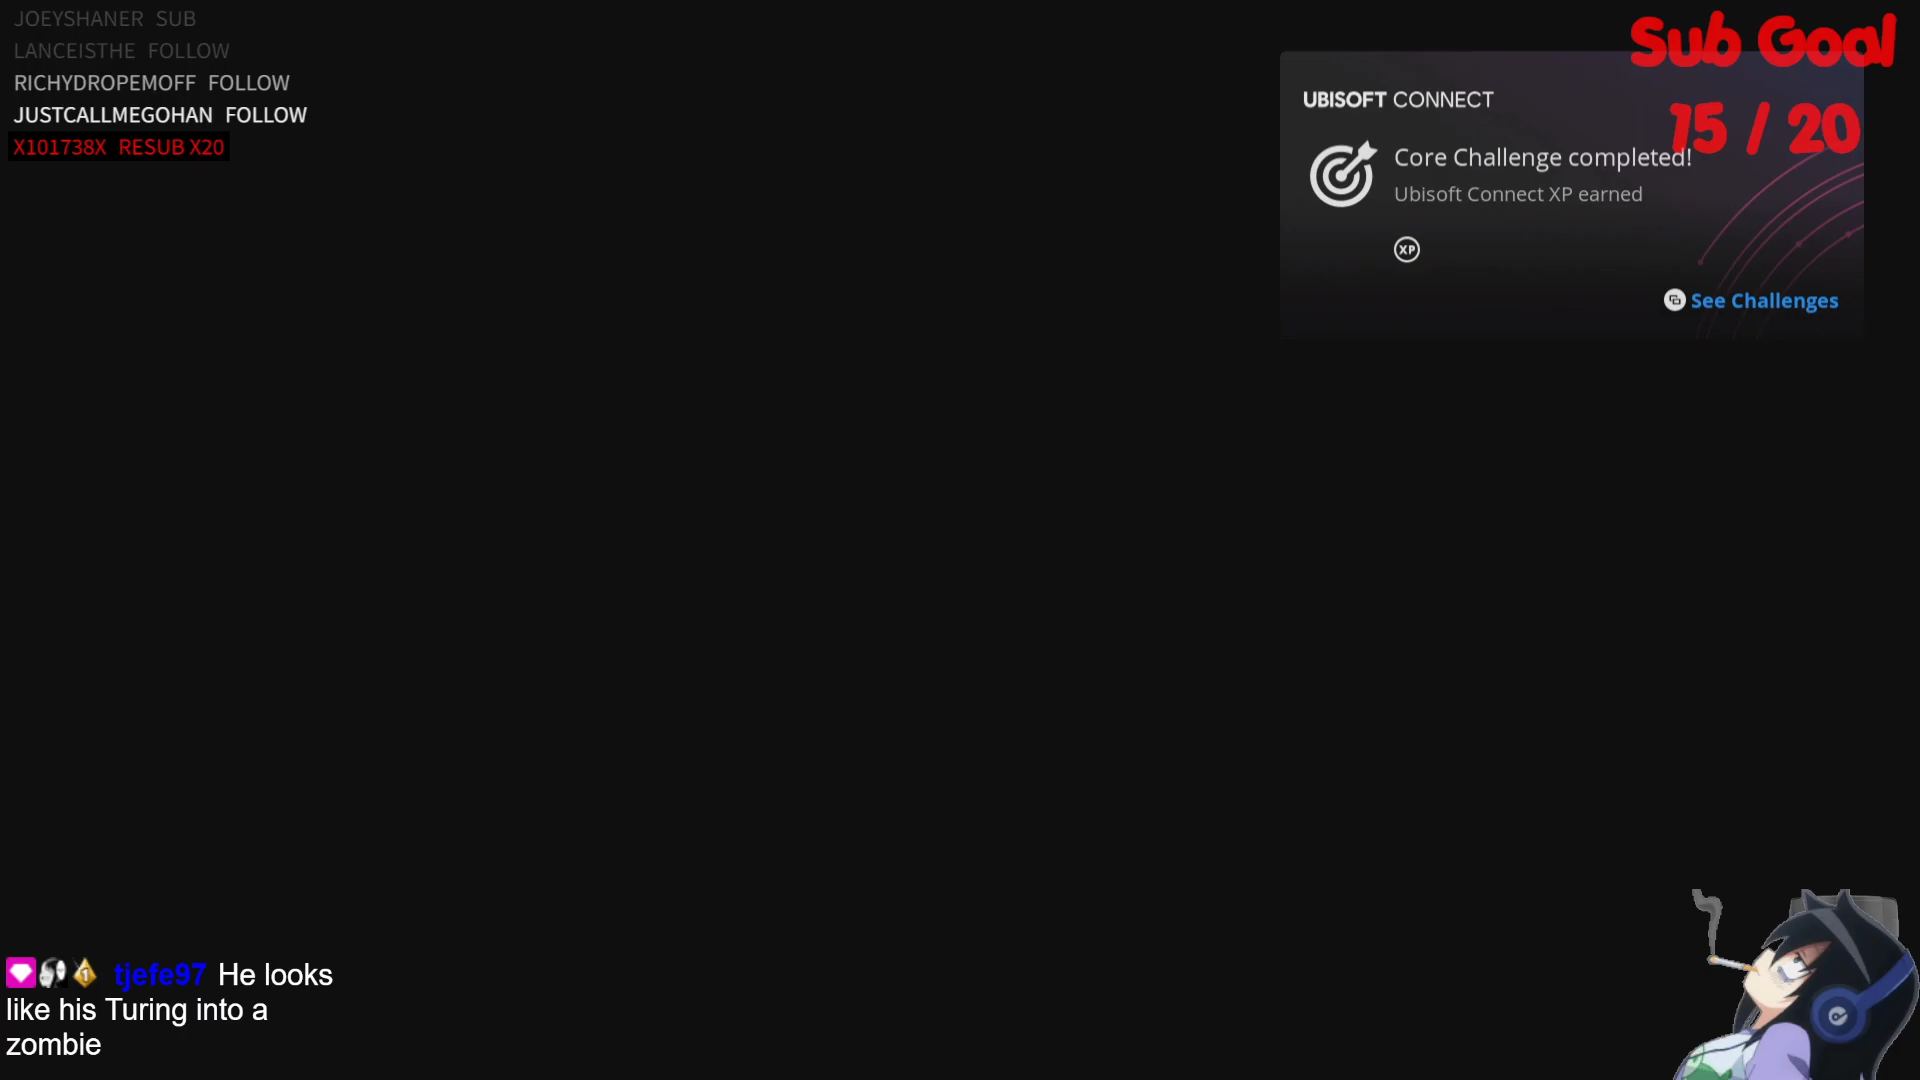 JOEYSHANER SUB
LANCEISTHE FOLLOW
RICHYDROPEMOFF FOLLOW
JUSTCALLMEGOHAN FOLLOW
X101738X RESUB X20
Sub Goal
15 / 20
UBISOFT CONNECT
Core Challenge completed!
Ubisoft Connect XP earned
XP
See Challenges
1 tjefe97 He looks
like his Turing into a
zombie